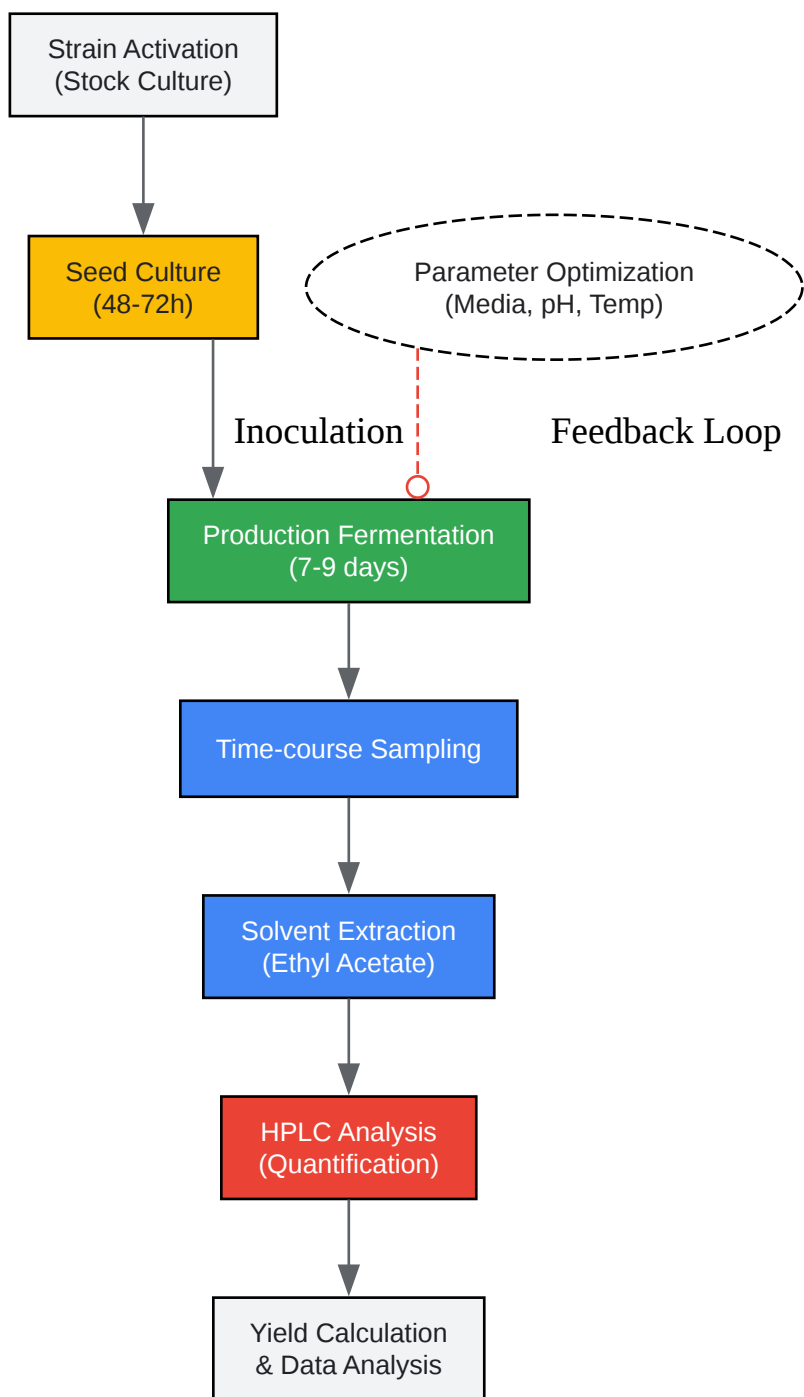 Strain Activation
(Stock Culture)
Seed Culture
(48-72h)
Parameter Optimization
(Media, pH, Temp)
Inoculation
Feedback Loop
Production Fermentation
(7-9 days)
Time-course Sampling
Solvent Extraction
(Ethyl Acetate)
HPLC Analysis
(Quantification)
Yield Calculation
& Data Analysis